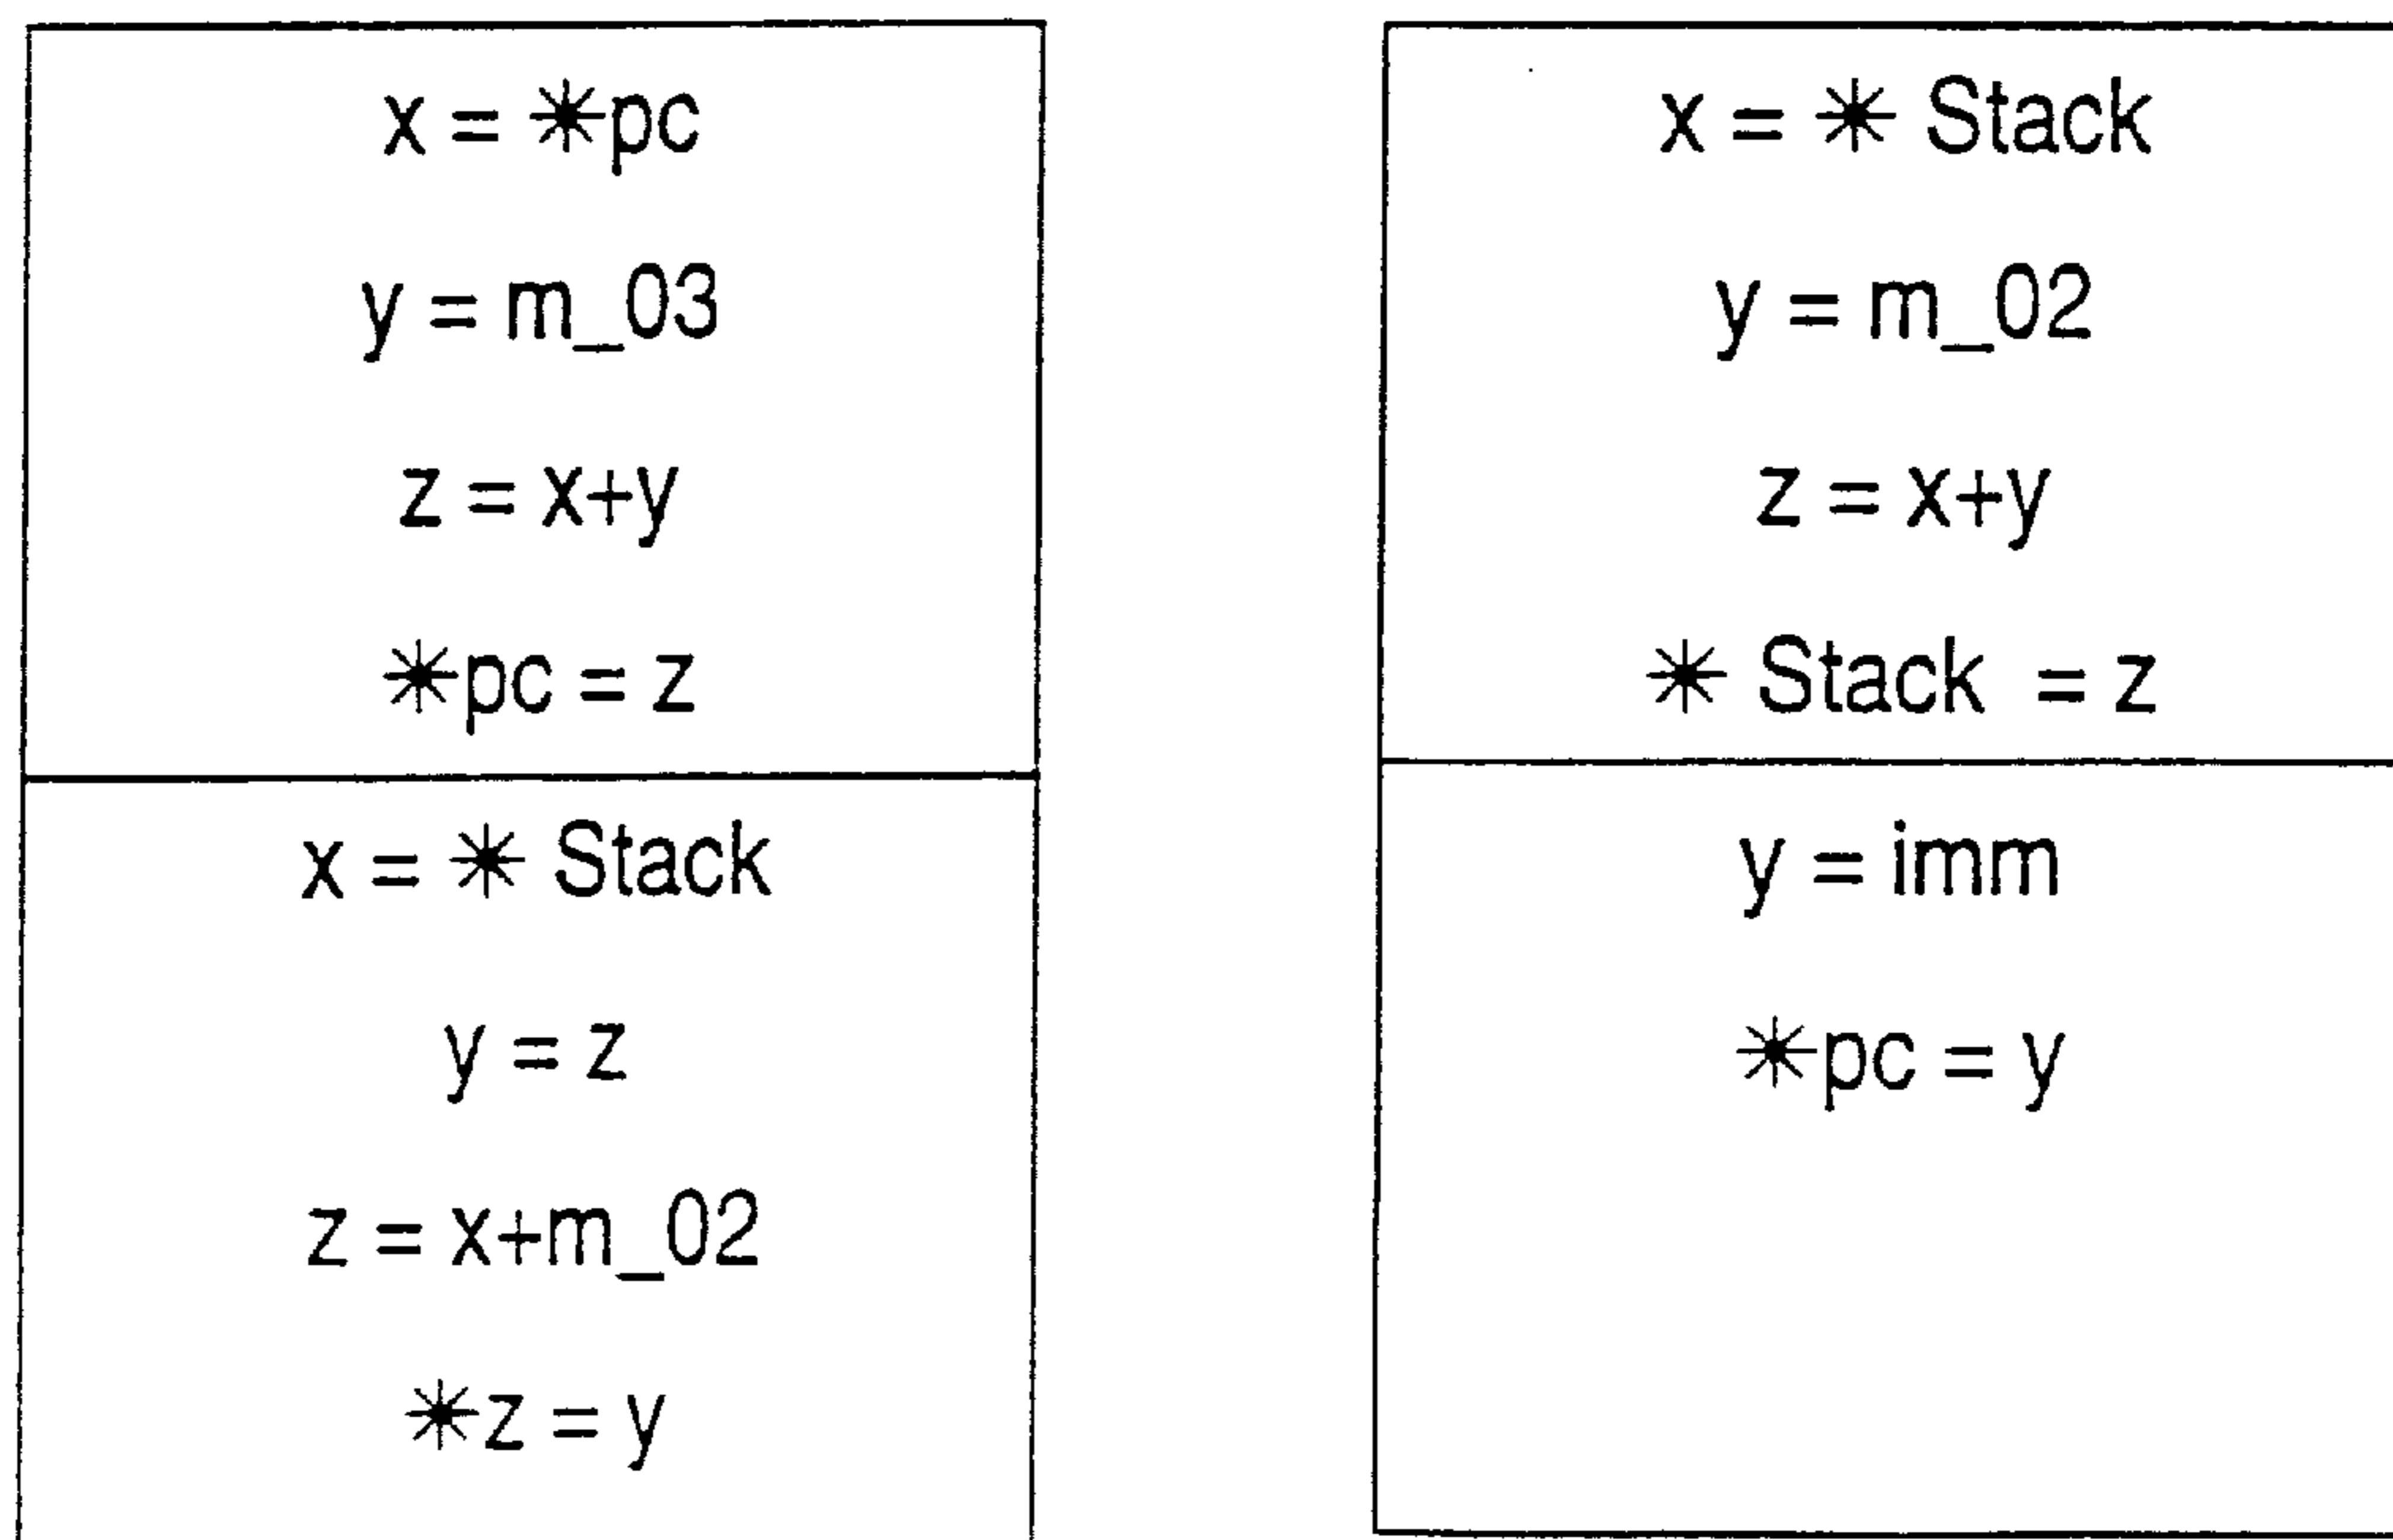 x = *pc
y = m_03
z = x+y
*pc = z
x = * Stack
y = z
z = x+m_02
*z = y
x = * Stack
y = m_02
z = x+y
* Stack = z
y = imm
*pc = y